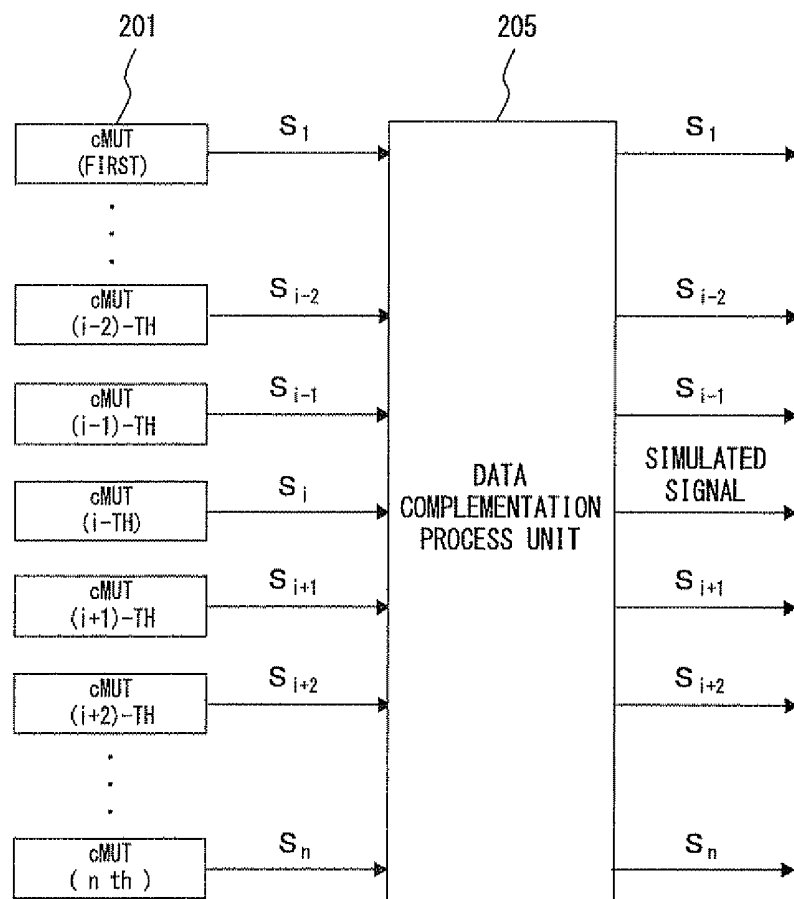 201 205
cMUT
(FIRST)
S1 S1
cMUT
(i-2)-TH
Si-2 Si-2
cMUT
(i-1)-TH
Si-1 Si-1
cMUT
(i-TH)
Si
DATA
COMPLEMENTATION
PROCESS UNIT
SIMULATED
SIGNAL
cMUT
(i+1)-TH
Si+1 Si+1
cMUT
(i+2)-TH
Si+2 Si+2
cMUT
( n th )
Sn Sn